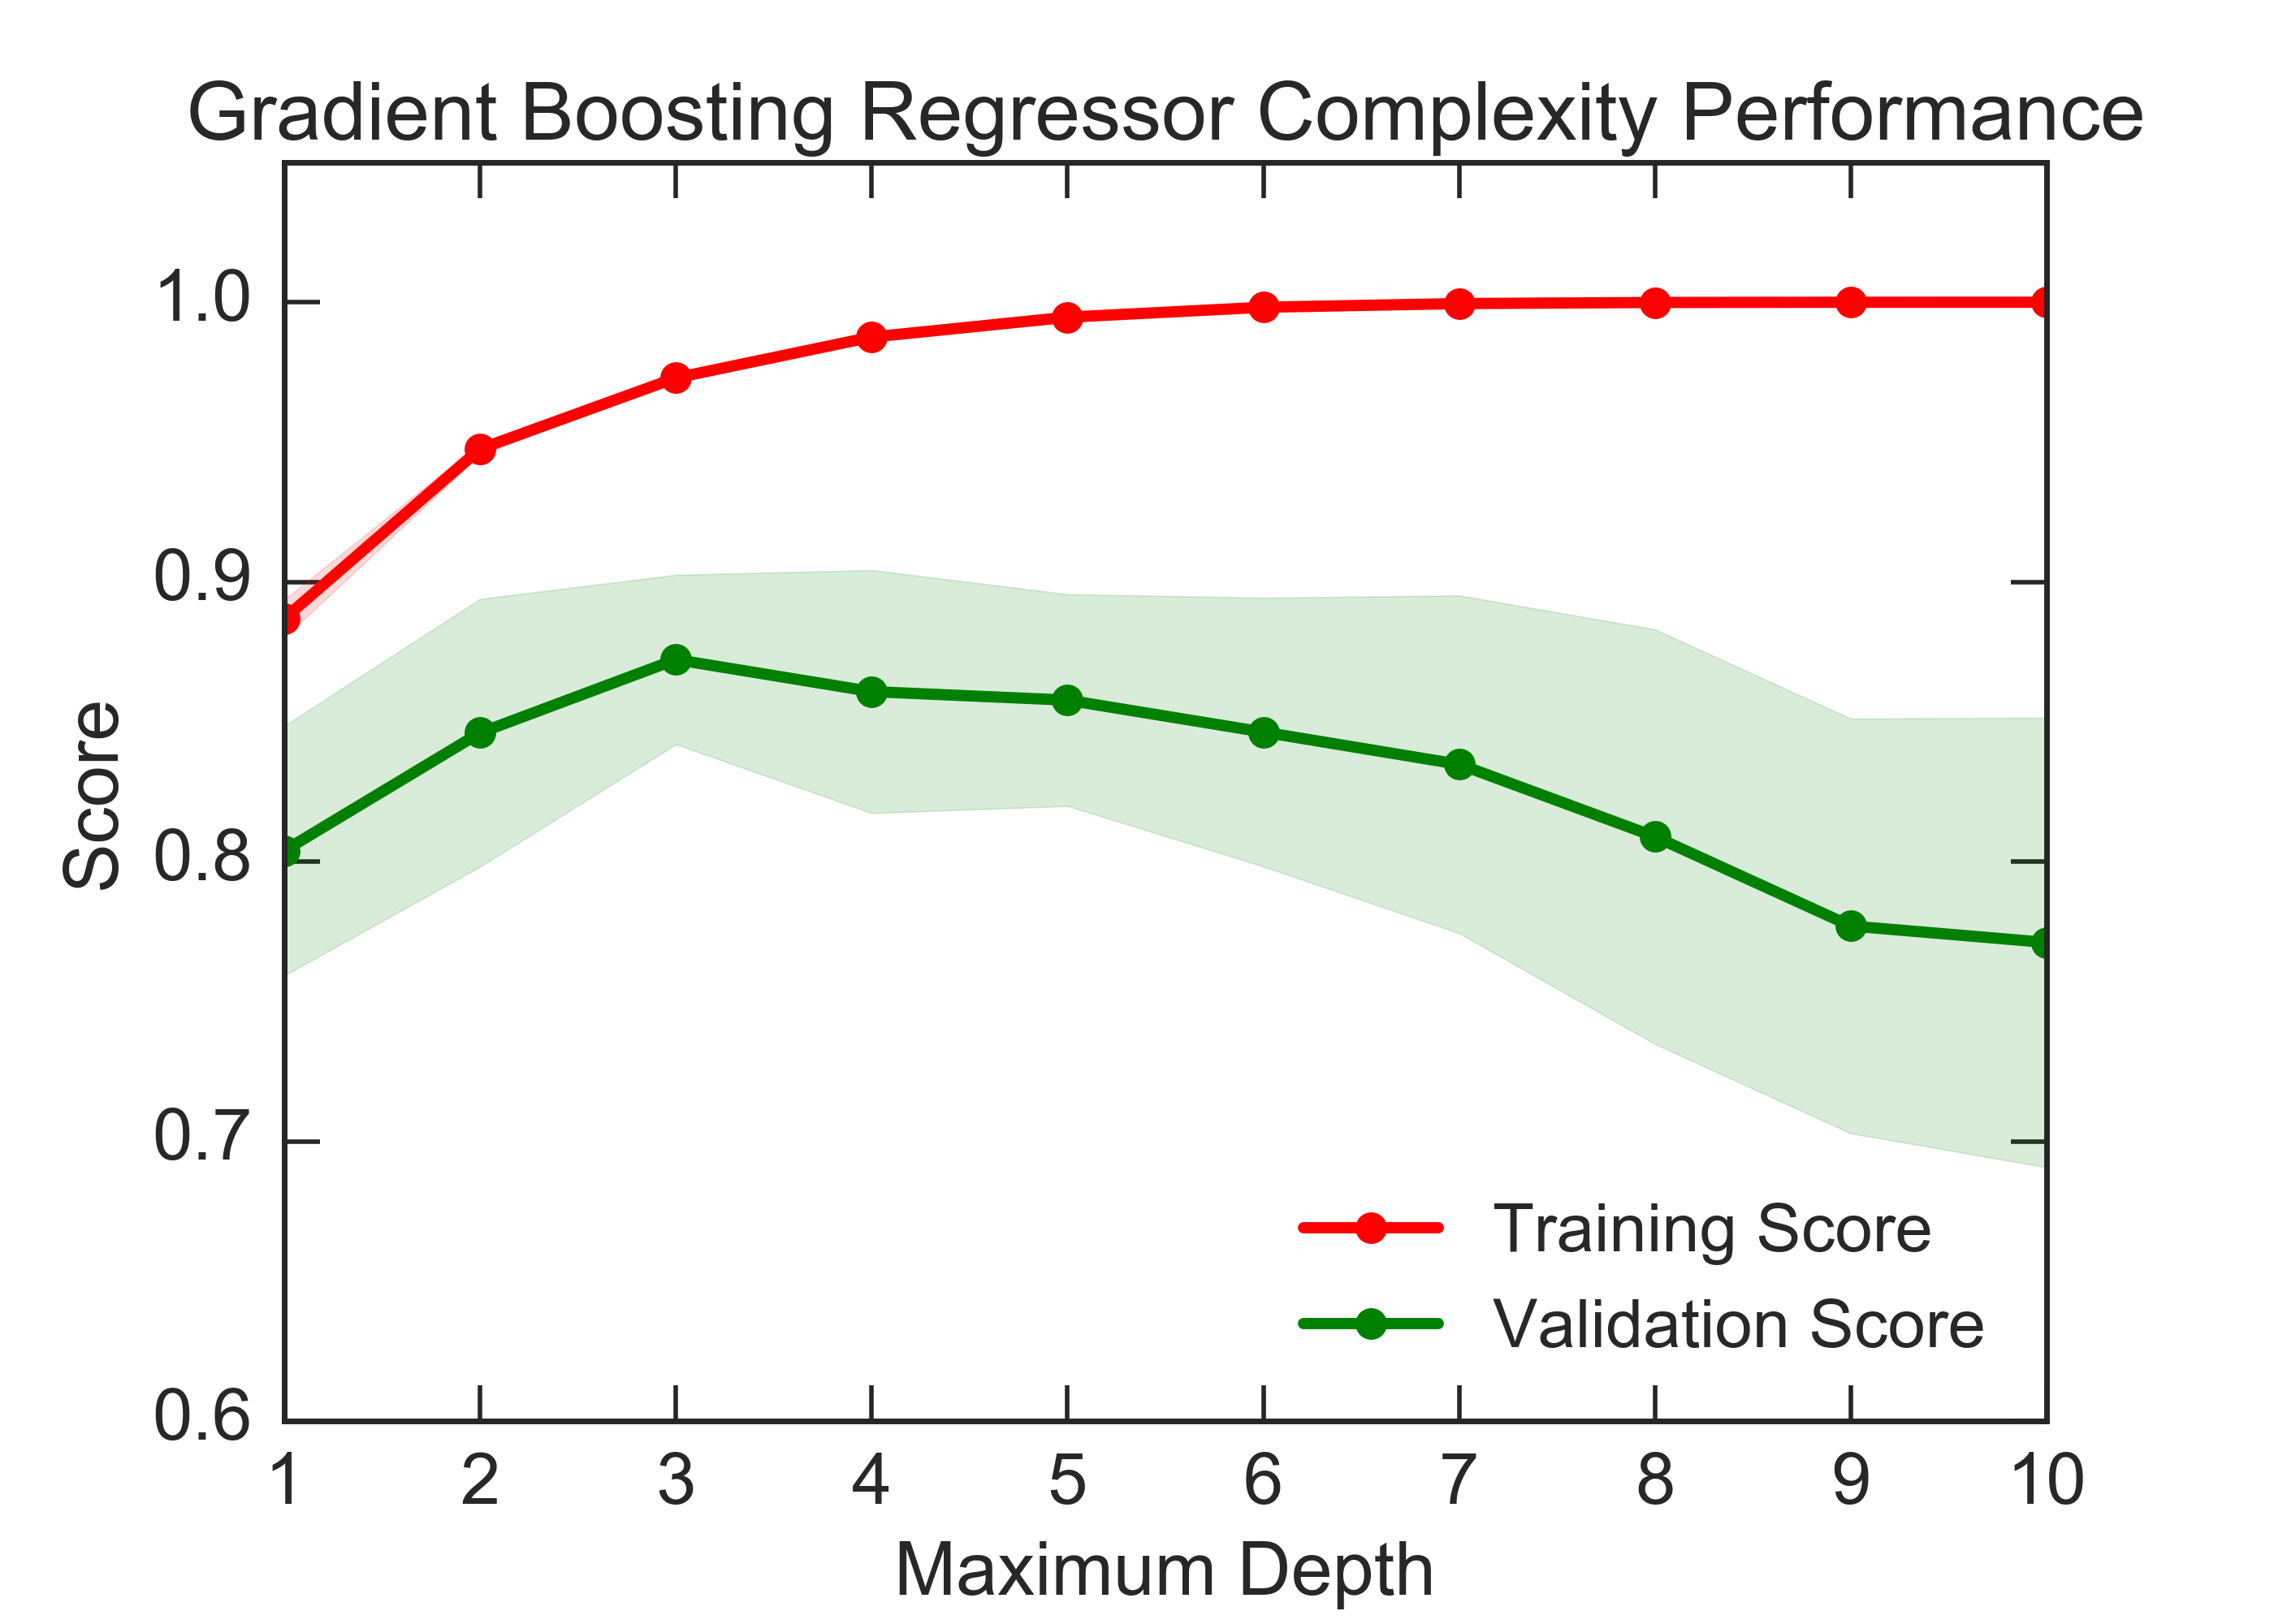 Gradient Boosting Regressor Complexity Performance
1.0
0.9
0.8
0.7
0.6
Score
Training Score
Validation Score
1 2 3 4 5 6 7 8 9 10
Maximum Depth